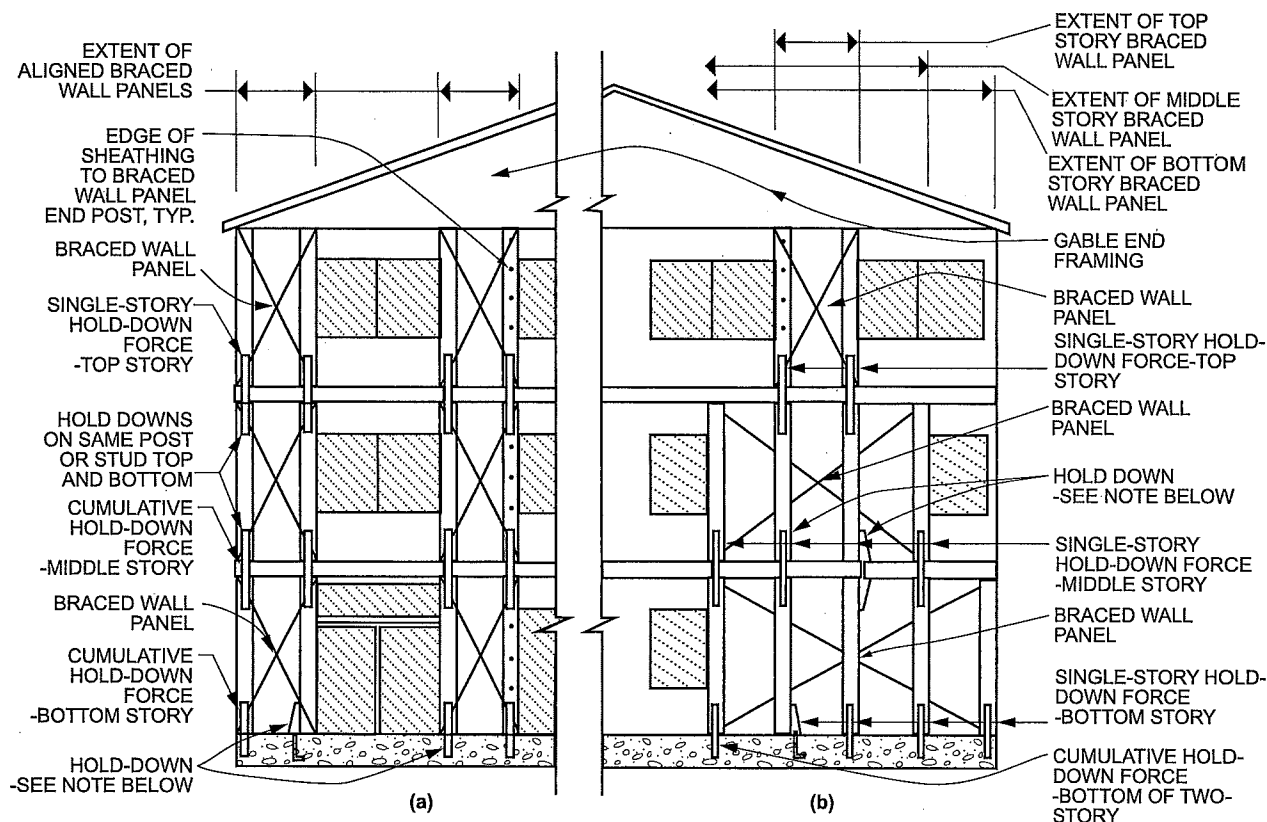 EXTENT OF
ALIGNED BRACED
WALL PANELS
EDGE OF
SHEATHING
TO BRACED
WALL PANEL
END POST, TYP.
BRACED WALL
PANEL
SINGLE-STORY
HOLD-DOWN
FORCE
-TOP STORY
HOLD DOWNS
ON SAME POST
OR STUD TOP
AND BOTTOM
CUMULATIVE
HOLD-DOWN
FORCE
-MIDDLE STORY
BRACED WALL
PANEL
CUMULATIVE
HOLD-DOWN
FORCE
-BOTTOM STORY
HOLD-DOWN
-SEE NOTE BELOW
(a)
(b)
EXTENT OF TOP
STORY BRACED
WALL PANEL
EXTENT OF MIDDLE
STORY BRACED
WALL PANEL
EXTENT OF BOTTOM
STORY BRACED
WALL PANEL
GABLE END
FRAMING
BRACED WALL
PANEL
SINGLE-STORY HOLD-
DOWN FORCE-TOP
STORY
BRACED WALL
PANEL
HOLD DOWN
-SEE NOTE BELOW
SINGLE-STORY
HOLD-DOWN FORCE
-MIDDLE STORY
BRACED WALL
PANEL
SINGLE-STORY HOLD-
DOWN FORCE
-BOTTOM STORY
CUMULATIVE HOLD-
DOWN FORCE
-BOTTOM OF TWO-
STORY